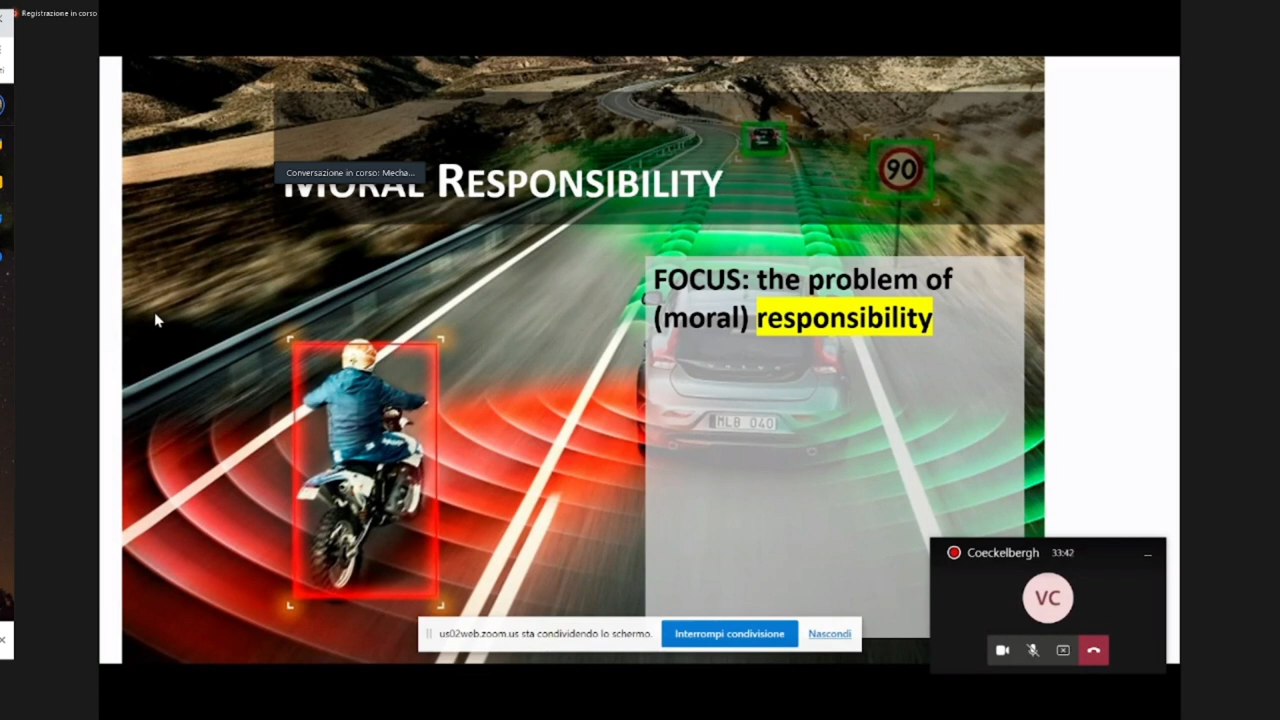 Registrazione in corso
Conversazione in corso: Mecha...
MORAL RESPONSIBILITY
90
FOCUS: the problem of
(moral) responsibility
MLB 040
Coeckelbergh 33:42
VC
us02web.zoom.us sta condividendo lo schermo. Interrompi condivisione Nascondi